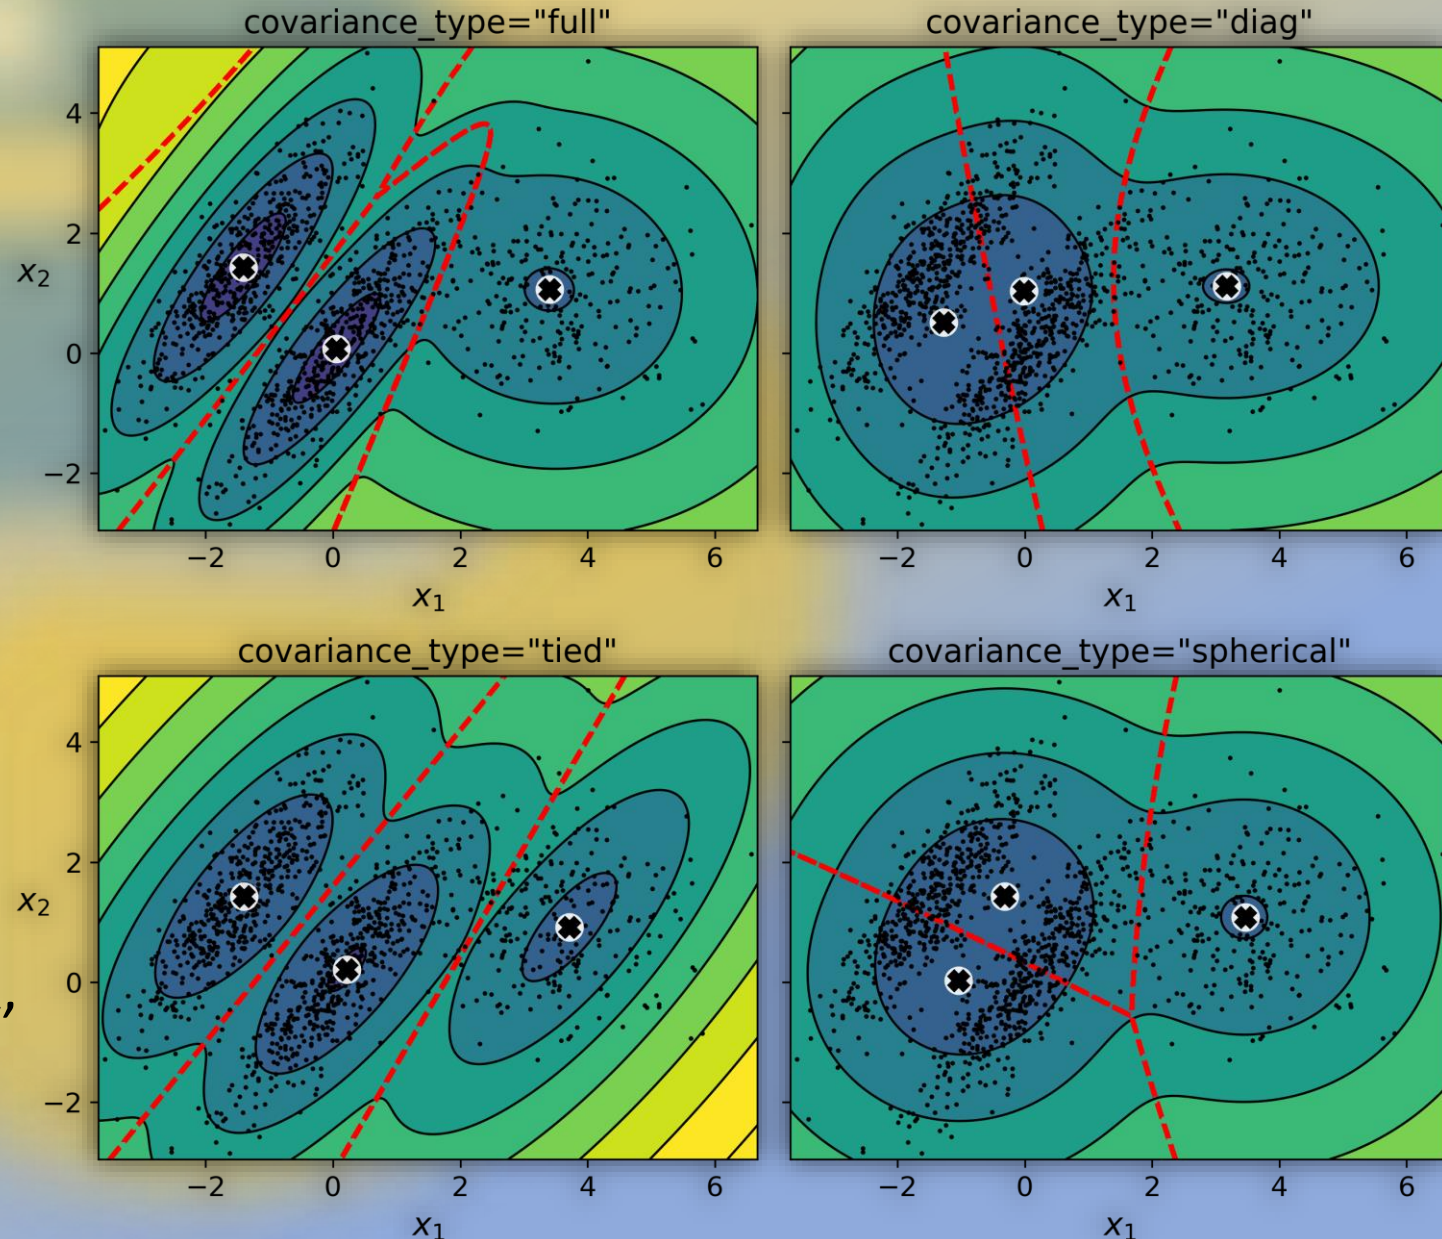 covariance_type="full"
4
2
0
−2
x2
−2 0 2 4 6
x1
covariance_type="diag"
−2 0 2 4 6
x1
covariance_type="tied"
4
2
0
−2
x2
−2 0 2 4 6
x1
covariance_type="spherical"
−2 0 2 4 6
x1
,